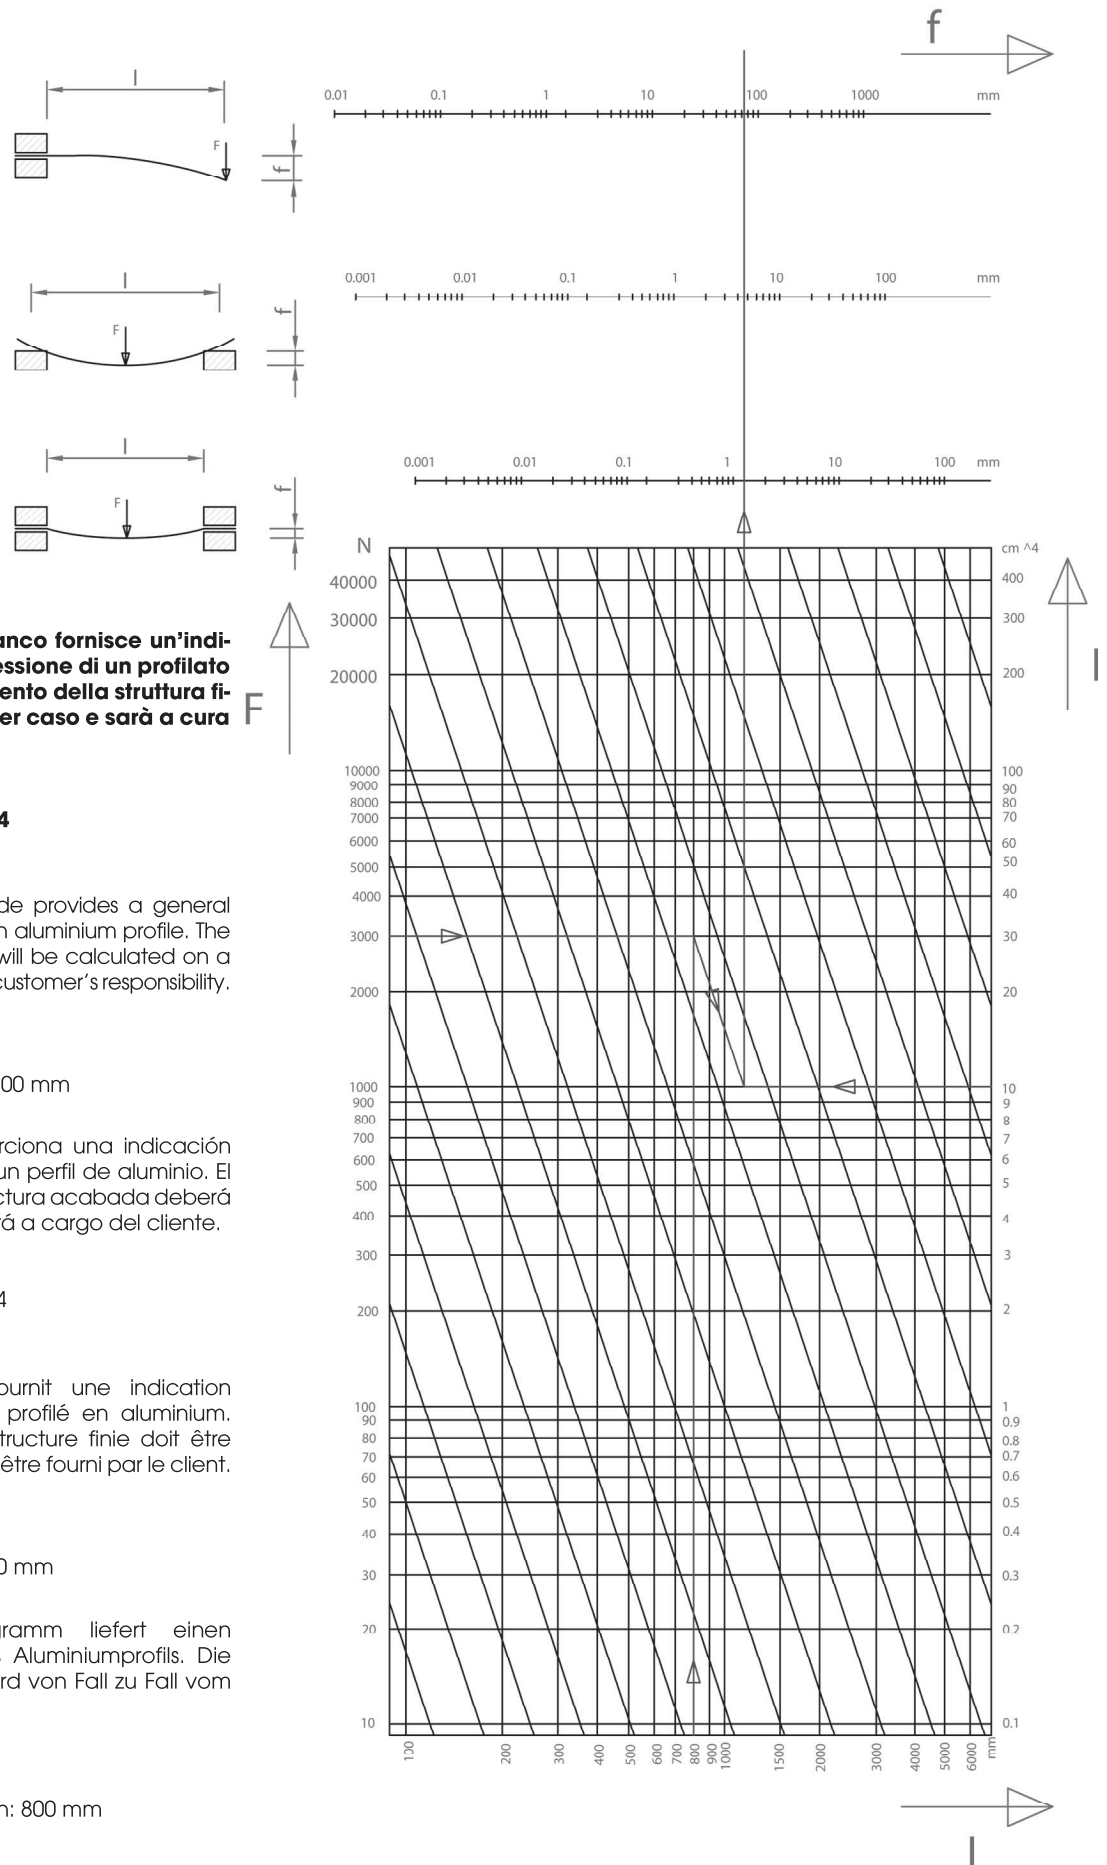 f
l
0.01 0.1 1 10 100 1000 mm
F
f
l
0.001 0.01 0.1 1 10 100 mm
f
F
l
0.001 0.01 0.1 1 10 100 mm
f
F
N
cm ^4
40000 400
30000 300
20000 200
anco fornisce un’indi-
essione di un profilato
ento della struttura fi-
er caso e sarà a cura
F
10000 100
9000 90
8000 80
7000 70
4
6000 60
5000 50
4000 40
de provides a general
n aluminium profile. The
will be calculated on a
customer’s responsibility.
3000 30
2000 20
00 mm
1000 10
900 9
800 8
700 7
600 6
500 5
400 4
300 3
200 2
orciona una indicación
un perfil de aluminio. El
uctura acabada deberá
rá a cargo del cliente.
4
ournit une indication
profilé en aluminium.
tructure finie doit être
être fourni par le client.
100 1
90 0.9
80 0.8
70 0.7
60 0.6
50 0.5
40 0.4
30 0.3
20 0.2
10 0.1
0 mm
gramm liefert einen
s Aluminiumprofils. Die
rd von Fall zu Fall vom
100 200 300 400 500 600 700 800 900 1000 1500 2000 3000 4000 5000 6000 mm
n: 800 mm
l